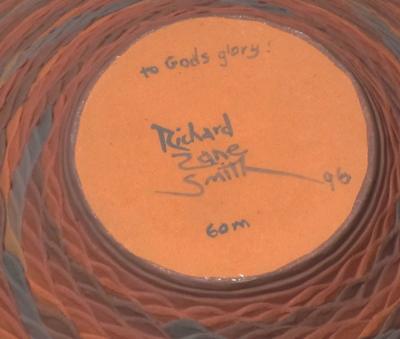 to Gods glory!
Richard
Zane
Smith 96
60m